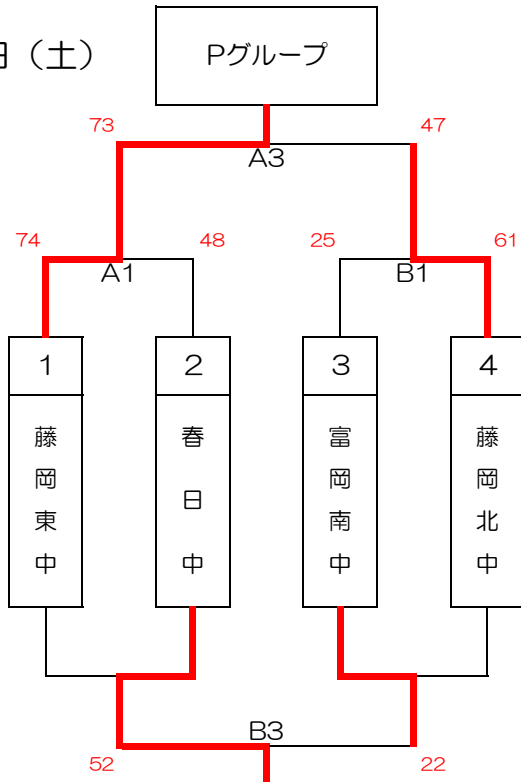 日（土）
Pグループ
73 47
A3
74 48 25 61
A1 B1
1 2 3 4
藤岡東中
春日中
富岡南中
藤岡北中
B3
52 22